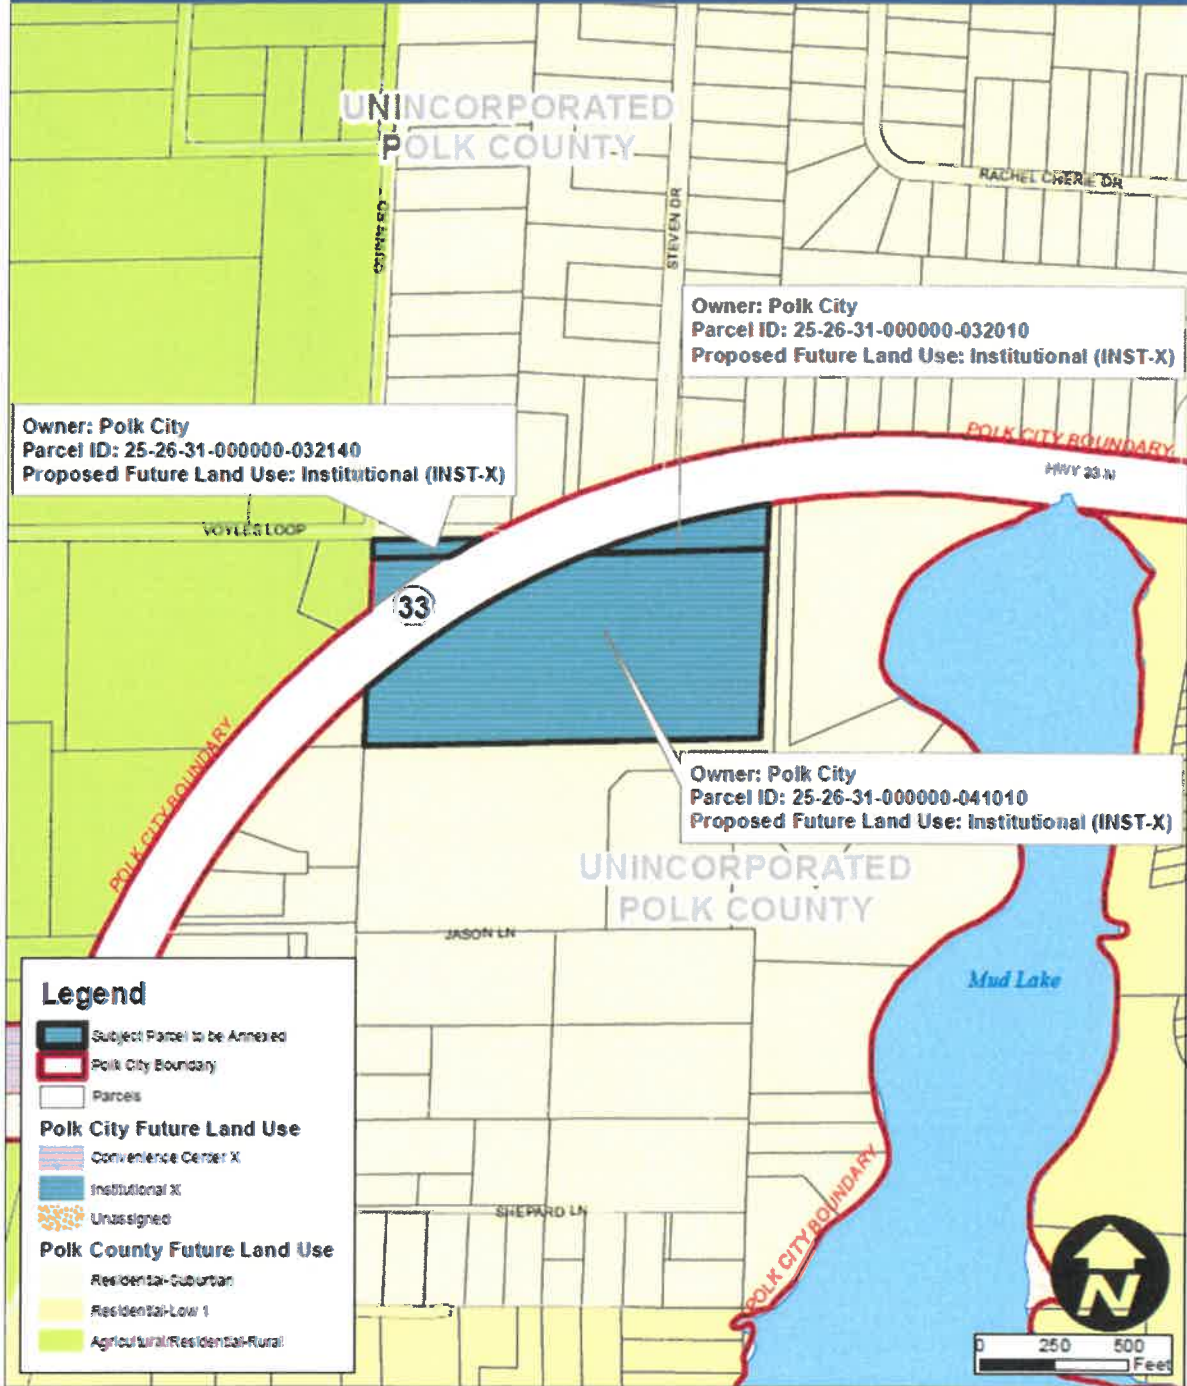 UNINCORPORATED
POLK COUNTY
RACHEL CHERIE DR
STEVEN DR
Owner: Polk City
Parcel ID: 25-26-31-000000-032010
Proposed Future Land Use: Institutional (INST-X)
Owner: Polk City
Parcel ID: 25-26-31-000000-032140
Proposed Future Land Use: Institutional (INST-X)
POLK CITY BOUNDARY
HWY 33 N
VOYLES LOOP
33
POLK CITY BOUNDARY
Owner: Polk City
Parcel ID: 25-26-31-000000-041010
Proposed Future Land Use: Institutional (INST-X)
UNINCORPORATED
POLK COUNTY
JASON LN
Mud Lake
Legend
Subject Parcel to be Annexed
Polk City Boundary
Parcels
Polk City Future Land Use
Convenience Center X
Institutional X
Unassigned
Polk County Future Land Use
Residential-Suburban
Residential-Low 1
Agricultural/Residential-Rural
SHEPARD LN
POLK CITY BOUNDARY
N
0 250 500
Feet